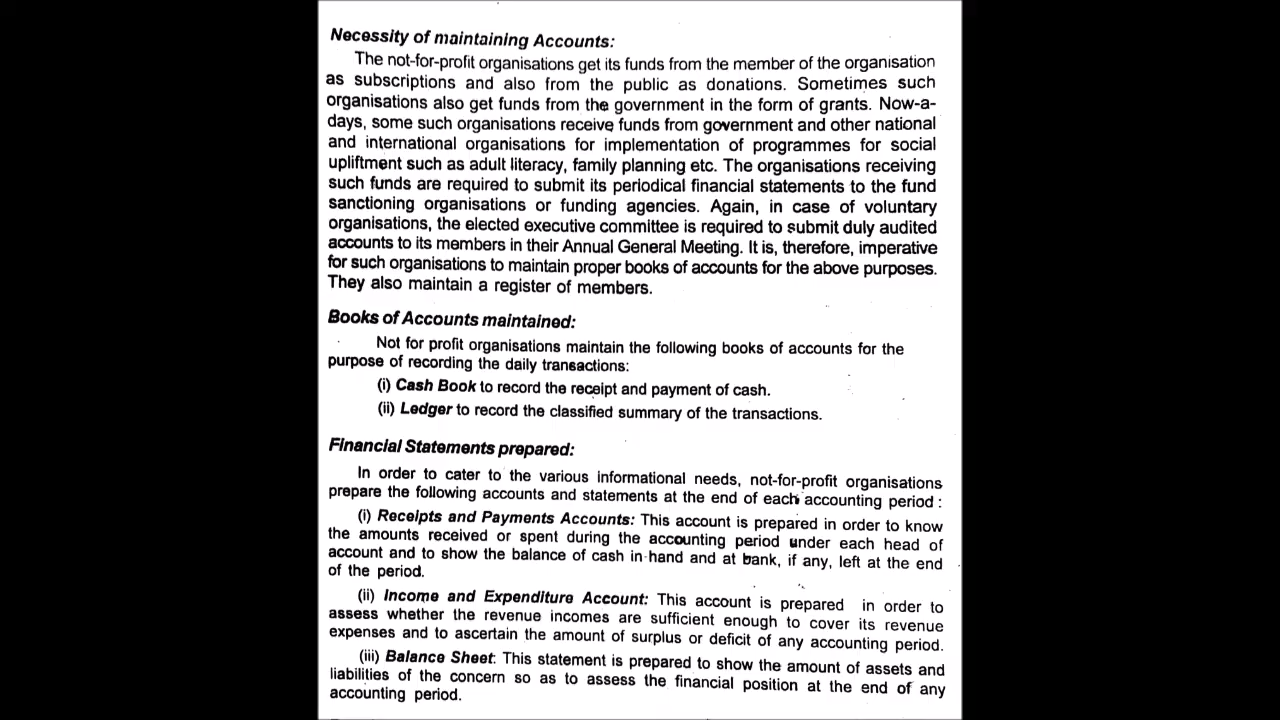 Necessity of maintaining Accounts:
The not-for-profit organisations get its funds from the member of the organisation
as subscriptions and also from the public as donations. Sometimes such
organisations also get funds from the government in the form of grants. Now-a-
days, some such organisations receive funds from government and other national
and international organisations for implementation of programmes for social
upliftment such as adult literacy, family planning etc. The organisations receiving
such funds are required to submit its periodical financial statements to the fund
sanctioning organisations or funding agencies. Again, in case of voluntary
organisations, the elected executive committee is required to submit duly audited
accounts to its members in their Annual General Meeting. It is, therefore, imperative
for such organisations to maintain proper books of accounts for the above purposes.
They also maintain a register of members.
Books of Accounts maintained:
Not for profit organisations maintain the following books of accounts for the
purpose of recording the daily transactions:
(i) Cash Book to record the receipt and payment of cash.
(ii) Ledger to record the classified summary of the transactions.
Financial Statements prepared:
In order to cater to the various informational needs, not-for-profit organisations
prepare the following accounts and statements at the end of each accounting period :
(i) Receipts and Payments Accounts: This account is prepared in order to know
the amounts received or spent during the accounting period under each head of
account and to show the balance of cash in hand and at bank, if any, left at the end
of the period.
(ii) Income and Expenditure Account: This account is prepared in order to
assess whether the revenue incomes are sufficient enough to cover its revenue
expenses and to ascertain the amount of surplus or deficit of any accounting period.
(iii) Balance Sheet: This statement is prepared to show the amount of assets and
liabilities of the concern so as to assess the financial position at the end of any
accounting period.